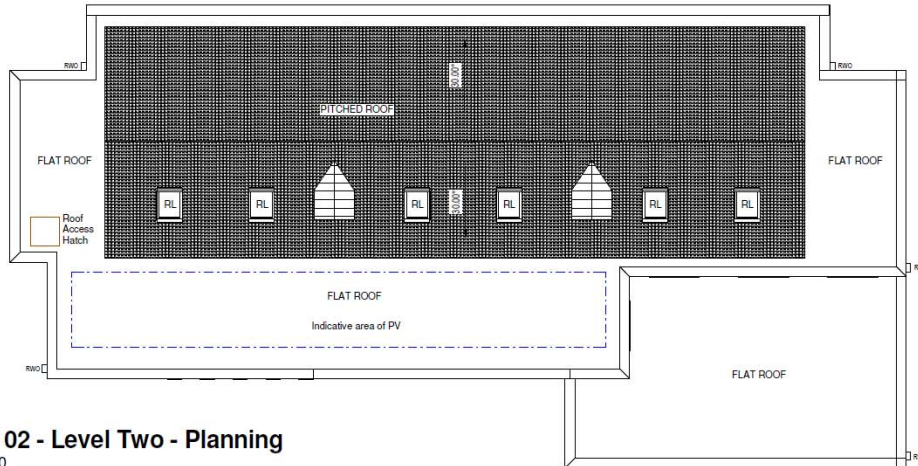 RWO
RWO
30.00°
PITCHED ROOF
FLAT ROOF
FLAT ROOF
RL
RL
RL
30.00°
RL
RL
RL
Roof
Access
Hatch
FLAT ROOF
Indicative area of PV
RWO
FLAT ROOF
02 - Level Two - Planning